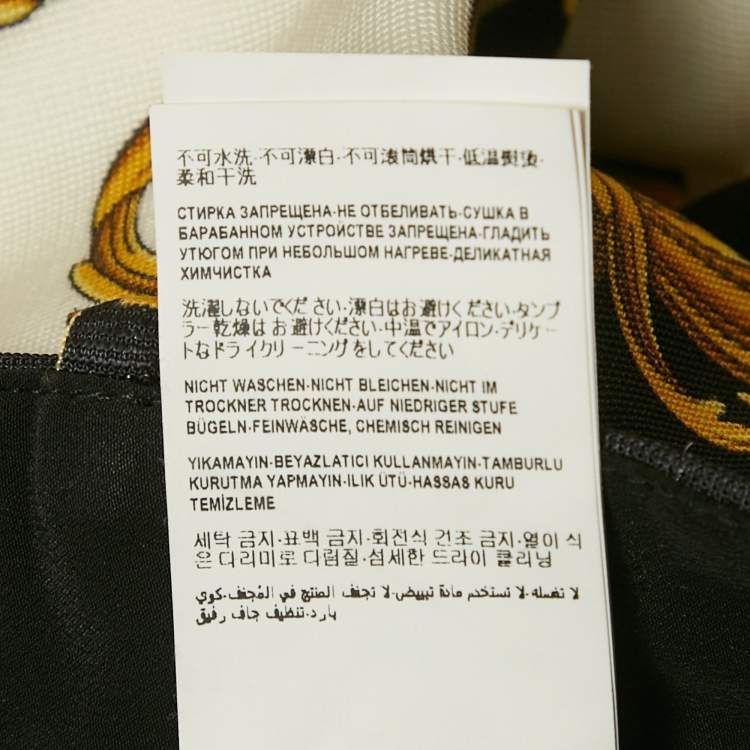 不可水洗·不可漂白·不可滚筒烘干·低温熨烫·
柔和干洗
СТИРКА ЗАПРЕЩЕНА·НЕ ОТБЕЛИВАТЬ·СУШКА В
БАРАБАННОМ УСТРОЙСТВЕ ЗАПРЕЩЕНА·ГЛАДИТЬ
УТЮГОМ ПРИ НЕБОЛЬШОМ НАГРЕВЕ·ДЕЛИКАТНАЯ
ХИМЧИСТКА
洗濯しないでください·漂白はお避けください·タンブ
ラー乾燥はお避けください·中温でアイロン·デリケー
トなドライクリーニングをしてください
NICHT WASCHEN·NICHT BLEICHEN·NICHT IM
TROCKNER TROCKNEN·AUF NIEDRIGER STUFE
BÜGELN·FEINWÄSCHE, CHEMISCH REINIGEN
YIKAMAYIN·BEYAZLATICI KULLANMAYIN·TAMBURLU
KURUTMA YAPMAYIN·ILIK ÜTÜ·HASSAS KURU
TEMİZLEME
세탁 금지·표백 금지·회전식 건조 금지·열이 식
은 다리미로 다림질·섬세한 드라이 클리닝
لا تغسله·لا تستخدم مادة تبييض·لا تجفف المنتج في المُجفف·كوي
بارد·تنظيف جاف رفيق